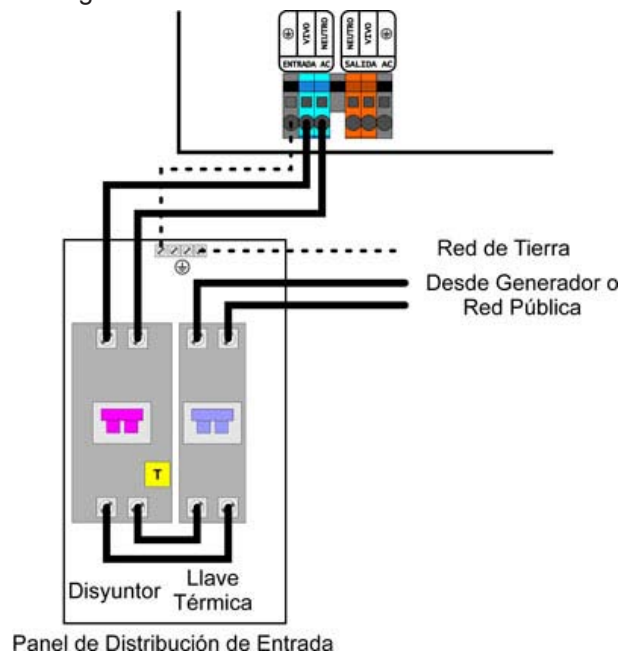 VIVO
NEUTRO
ENTRADA AC
NEUTRO
VIVO
SALIDA AC
Red de Tierra
Desde Generador o
Red Pública
T
Disyuntor
Llave
Térmica
Panel de Distribución de Entrada